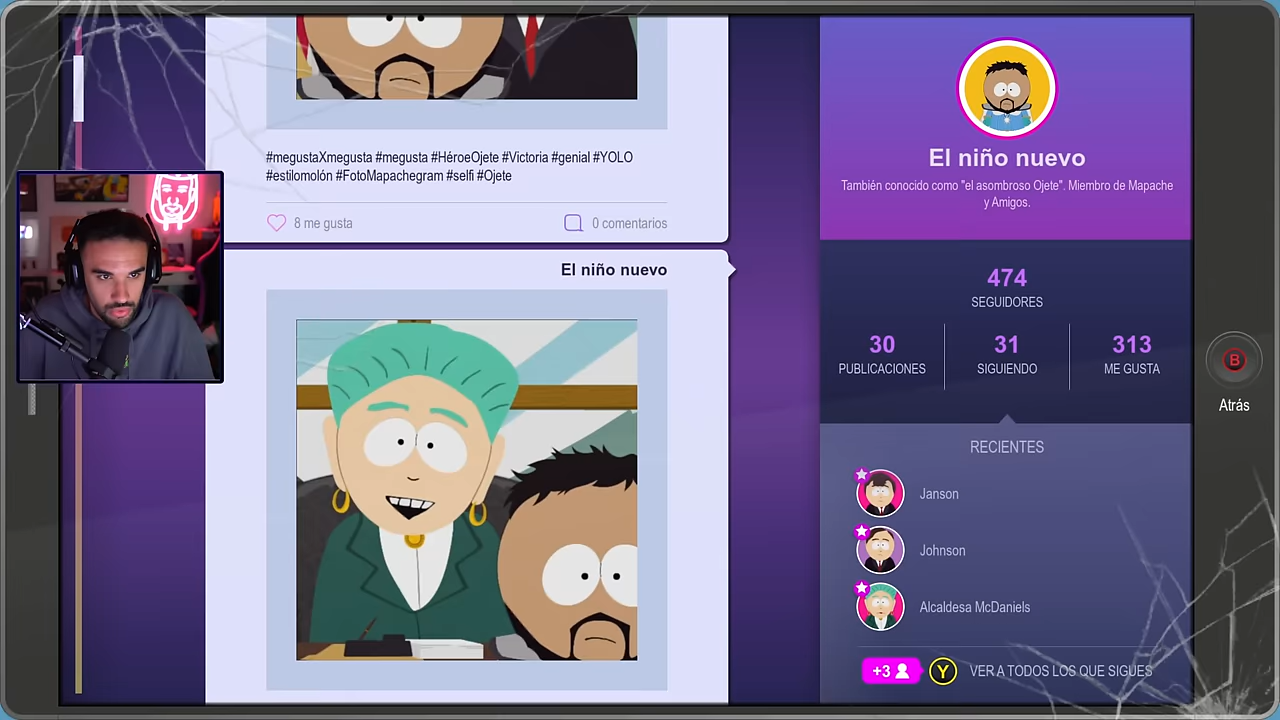 #megustaXmegusta #megusta #HéroeOjete #Victoria #genial #YOLO
#estilomolón #FotoMapachegram #selfi #Ojete
8 me gusta
0 comentarios
El niño nuevo
El niño nuevo
También conocido como "el asombroso Ojete". Miembro de Mapache
y Amigos.
474
SEGUIDORES
30
PUBLICACIONES
31
SIGUIENDO
313
ME GUSTA
RECIENTES
Janson
Johnson
Alcaldesa McDaniels
+3
Y
VER A TODOS LOS QUE SIGUES
B
Atrás